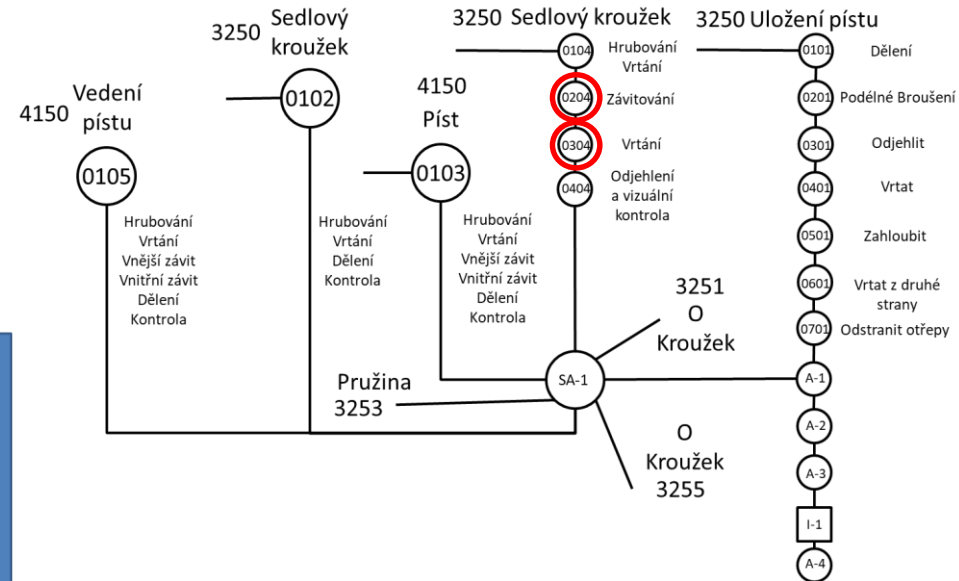 Vedení
pístu
4150
0105
Hrubování
Vrtání
Vnější závit
Vnitřní závit
Dělení
Kontrola
Sedlový
kroužek
3250
0102
Hrubování
Vrtání
Dělení
Kontrola
4150
Píst
0103
Hrubování
Vrtání
Vnější závit
Vnitřní závit
Dělení
Kontrola
3250 Sedlový kroužek
0104
Hrubování
Vrtání
0204
Závitování
0304
Vrtání
0404
Odjehlení
a vizuální
kontrola
3251
O
Kroužek
SA-1
Pružina
3253
O
Kroužek
3255
3250 Uložení pístu
0101
Dělení
0201
Podélné Broušení
0301
Odjehlit
0401
Vrtat
0501
Zahloubit
0601
Vrtat z druhé
strany
0701
Odstranit otřepy
A-1
A-2
A-3
I-1
A-4